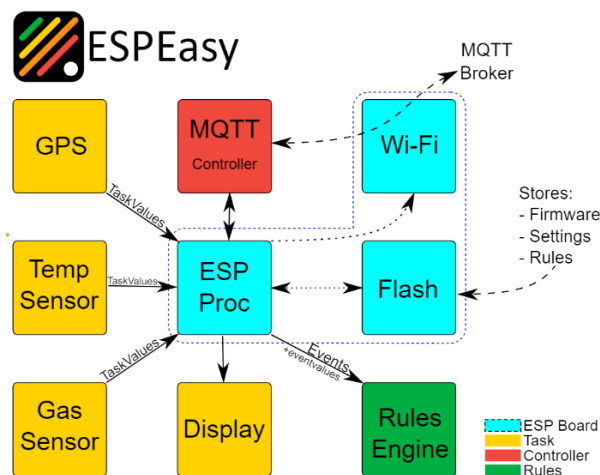 ESPEasy
MQTT
Broker
GPS
MQTT
Controller
Wi-Fi
TaskValues
Stores:
- Firmware
- Settings
- Rules
Temp
Sensor
TaskValues
ESP
Proc
Flash
TaskValues
Events
+eventvalues
Gas
Sensor
Display
Rules
Engine
ESP Board
Task
Controller
Rules